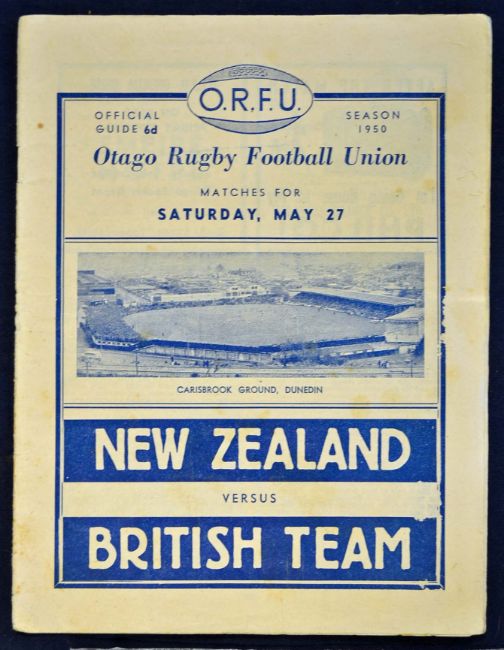 O.R.F.U.
OFFICIAL
GUIDE 6d
SEASON
1950
Otago Rugby Football Union
MATCHES FOR
SATURDAY, MAY 27
CARISBROOK GROUND, DUNEDIN
NEW ZEALAND
VERSUS
BRITISH TEAM